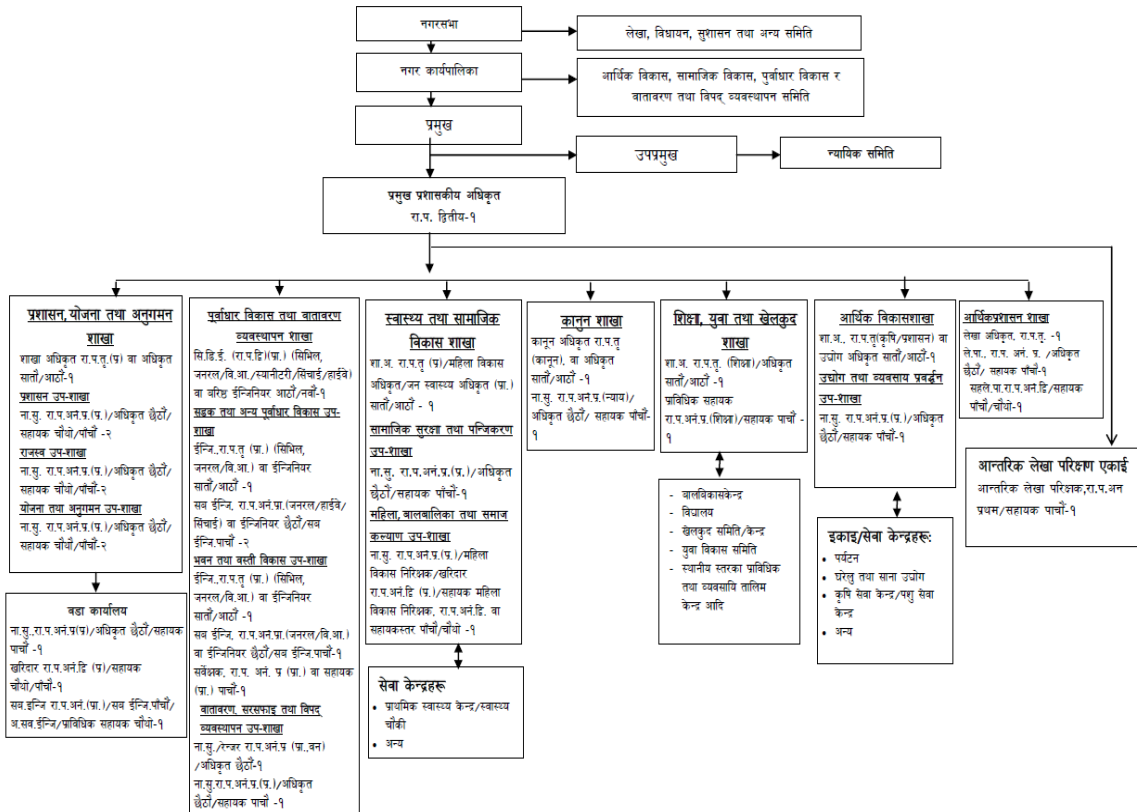 नगरसभा
लेखा, विधायन, सुशासन तथा अन्य समिति
नगर कार्यपालिका
आर्थिक विकास, सामाजिक विकास, पुर्वाधार विकास र
वातावरण तथा विपद् व्यवस्थापन समिति
प्रमुख
उपप्रमुख
न्यायिक समिति
प्रमुख प्रशासकीय अधिकृत
रा.प. द्वितीय-१
प्रशासन,योजना तथा अनुगमन
शाखा
शाखा अधिकृत रा.प.तृ.(प्र) वा अधिकृत
सातौं/आठौं-१
प्रशासन उप-शाखा
ना.सु. रा.प.अनं.प्र.(प्र.)/अधिकृत छैठौँ/
सहायक चौथो/पाँचौं-२
राजस्व उप-शाखा
ना.सु. रा.प.अनं.प्र.(प्र.)/अधिकृत छैठौँ/
सहायक चौथो/पाँचौं-२
योजना तथा अनुगमन उप-शाखा
ना.सु. रा.प.अनं.प्र.(प्र.)/अधिकृत छैठौँ/
सहायक चौथौ/पाँचौं-२
वडा कार्यालय
ना.सु.,रा.प.अनं.प्र(प्र)/अधिकृत छैठौँ/सहायक
पाचौँ -१
खरिदार रा.प.अनं.द्वि (प्र)/सहायक
चौथो/पाँचौ-१
सव.इन्जि रा.प.अनं.(प्रा.)/सव ईन्जि.पाँचौँ/
अ.सव.ईन्जि/प्राविधिक सहायक चौथो-१
पूर्वाधार विकास तथा वातावरण
व्यवस्थापन शाखा
सि.डि.ई. (रा.प.द्वि)(प्रा.) (सिभिल,
जनरल/वि.आ./स्यानीटरी/सिंचाई/हाईवे)
वा वरिष्ठ ईन्जिनियर आठौं/नवौं-१
सडक तथा अन्य पूर्वाधार विकास उप-
शाखा
ईन्जि.,रा.प.तृ (प्रा.) (सिभिल,
जनरल/वि.आ.) वा ईन्जिनियर
सातौं/आठौं -१
सब ईन्जि, रा.प.अनं.प्रा.(जनरल/हाईवे/
सिंचाई) वा ईन्जिनियर छैठौँ/सब
ईन्जि.पाचौँ -२
भवन तथा वस्ती विकास उप-शाखा
ईन्जि.,रा.प.तृ (प्रा.) (सिभिल,
जनरल/वि.आ.) वा ईन्जिनियर
सातौं/आठौं -१
सब ईन्जि, रा.प.अनं.प्रा.(जनरल/वि.आ.)
वा ईन्जिनियर छैठौँ/सब ईन्जि.पाचौँ-१
सर्वेक्षक, रा.प. अनं. प्र (प्रा.) वा सहायक
(प्रा.) पाचौँ-१
वातावरण, सरसफाइ तथा विपद्
व्यवस्थापन उप-शाखा
ना.सु./रेन्जर रा.प.अनं.प्र (प्रा.,वन)
/अधिकृत छैठौँ-१
ना.सु.रा.प.अनं.प्र.(प्र.)/अधिकृत
छैठौँ/सहायक पाचौं -१
स्वास्थ्य तथा सामाजिक
विकास शाखा
शा.अ. रा.प.तृ (प्र)/महिला विकास
अधिकृत/जन स्वास्थ्य अधिकृत (प्रा.)
सातौं/आठौं - १
सामाजिक सुरक्षा तथा पन्जिकरण
उप-शाखा
ना.सु. रा.प.अनं.प्र.(प्र.)/अधिकृत
छैठौँ/सहायक पाँचौं-१
महिला, बालबालिका तथा समाज
कल्याण उप-शाखा
ना.सु. रा.प.अनं.प्र.(प्र.)/महिला
विकास निरिक्षक/खरिदार
रा.प.अनं.द्वि (प्र.)/सहायक महिला
विकास निरिक्षक, रा.प.अनं.द्वि. वा
सहायकस्तर पाँचौं/चौथो -१
सेवा केन्द्रहरू
प्राथमिक स्वास्थ्य केन्द्र/स्वास्थ्य
चौकी
अन्य
कानुन शाखा
कानून अधिकृत रा.प.तृ
(कानून), वा अधिकृत
सातौं/आठौं -१
ना.सु. रा.प.अनं.प्र.(न्याय)/
अधिकृत छैठौँ/ सहायक पाँचौं-
१
शिक्षा, युवा तथा खेलकुद
शाखा
शा.अ. रा.प.तृ. (शिक्षा)/अधिकृत
सातौं/आठौं -१
प्राविधिक सहायक
रा.प.अनं.प्र.(शिक्षा)/सहायक पाचौं -
१
- बालविकासकेन्द्र
- विद्यालय
- खेलकुद समिति/केन्द्र
- युवा विकास समिति
- स्थानीय स्तरका प्राविधिक
तथा व्यवसायि तालिम
केन्द्र आदि
आर्थिक विकासशाखा
शा.अ., रा.प.तृ(कृषि/प्रशासन) वा
उद्योग अधिकृत सातौं/आठौं-१
उद्योग तथा व्यवसाय प्रवर्द्धन
उप-शाखा
ना.सु. रा.प.अनं.प्र.(प्र.)/अधिकृत
छैठौँ/सहायक पाँचौं-१
इकाइ/सेवा केन्द्रहरू:
पर्यटन
घरेलु तथा साना उद्योग
कृषि सेवा केन्द्र/पशु सेवा
केन्द्र
अन्य
आर्थिकप्रशासन शाखा
लेखा अधिकृत, रा.प.तृ. -१
ले.पा., रा.प. अनं. प्र. /अधिकृत
छैठौँ/ सहायक पाँचौं-१
सहले.पा.रा.प.अनं.द्वि/सहायक
पाँचौ/चौथो-१
आन्तरिक लेखा परिक्षण एकाई
आन्तरिक लेखा परिक्षक,रा.प.अन
प्रथम/सहायक पाचौं-१